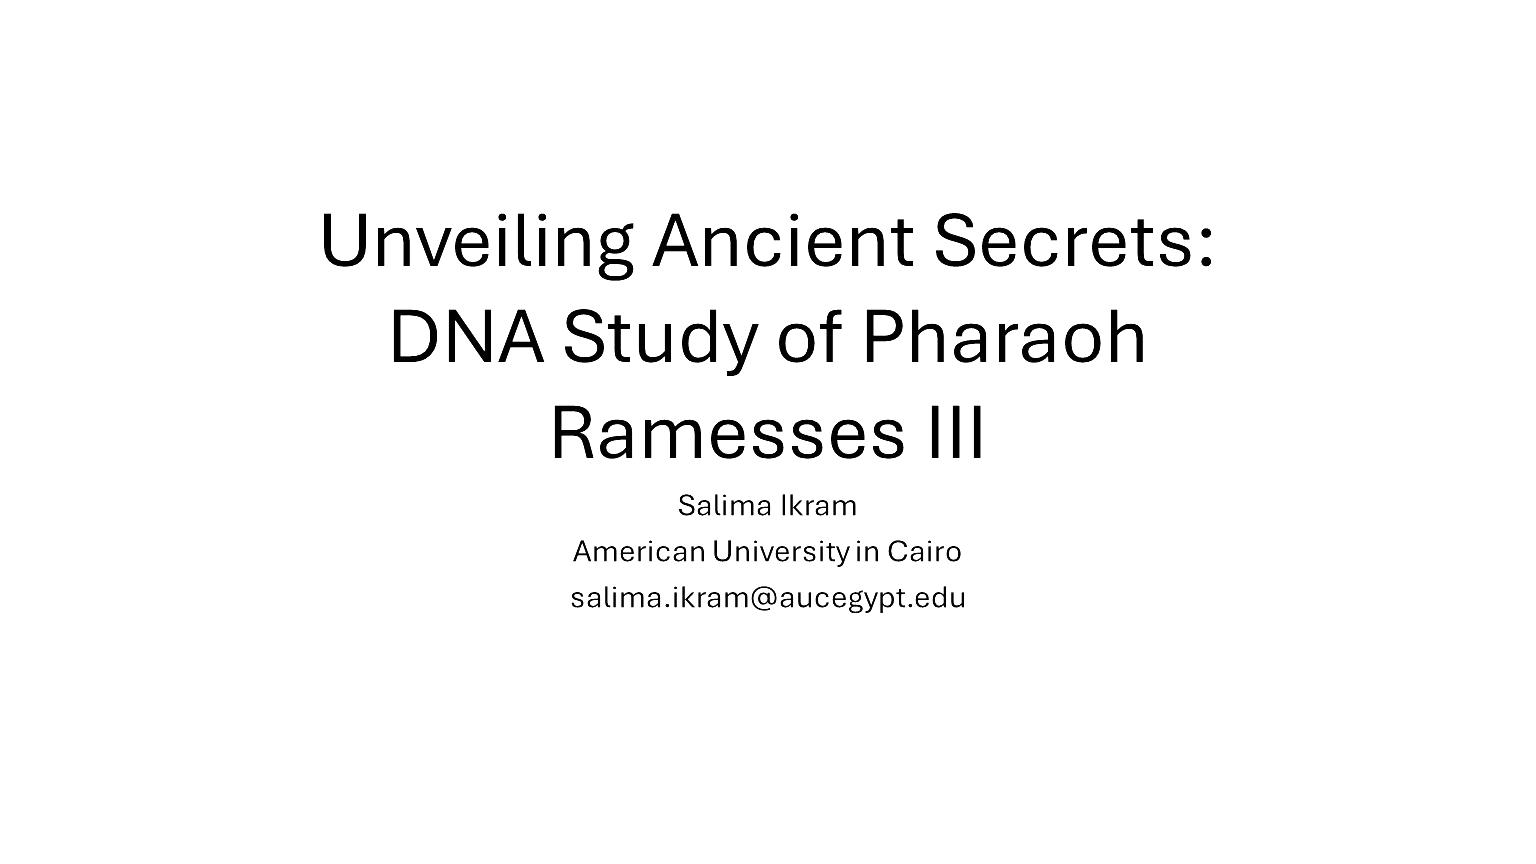 Unveiling Ancient Secrets:
DNA Study of Pharaoh
Ramesses III
Salima Ikram
American University in Cairo
salima.ikram@aucegypt.edu